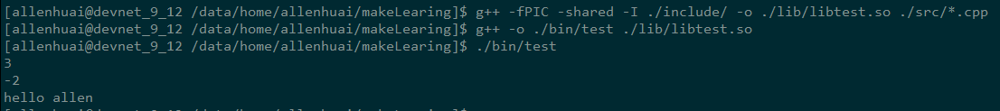 [allenhuai@devnet_9_12 /data/home/allenhuai/makeLearing]$ g++ -fPIC -shared -I ./include/ -o ./lib/libtest.so ./src/*.cpp
[allenhuai@devnet_9_12 /data/home/allenhuai/makeLearing]$ g++ -o ./bin/test ./lib/libtest.so
[allenhuai@devnet_9_12 /data/home/allenhuai/makeLearing]$ ./bin/test
3
-2
hello allen